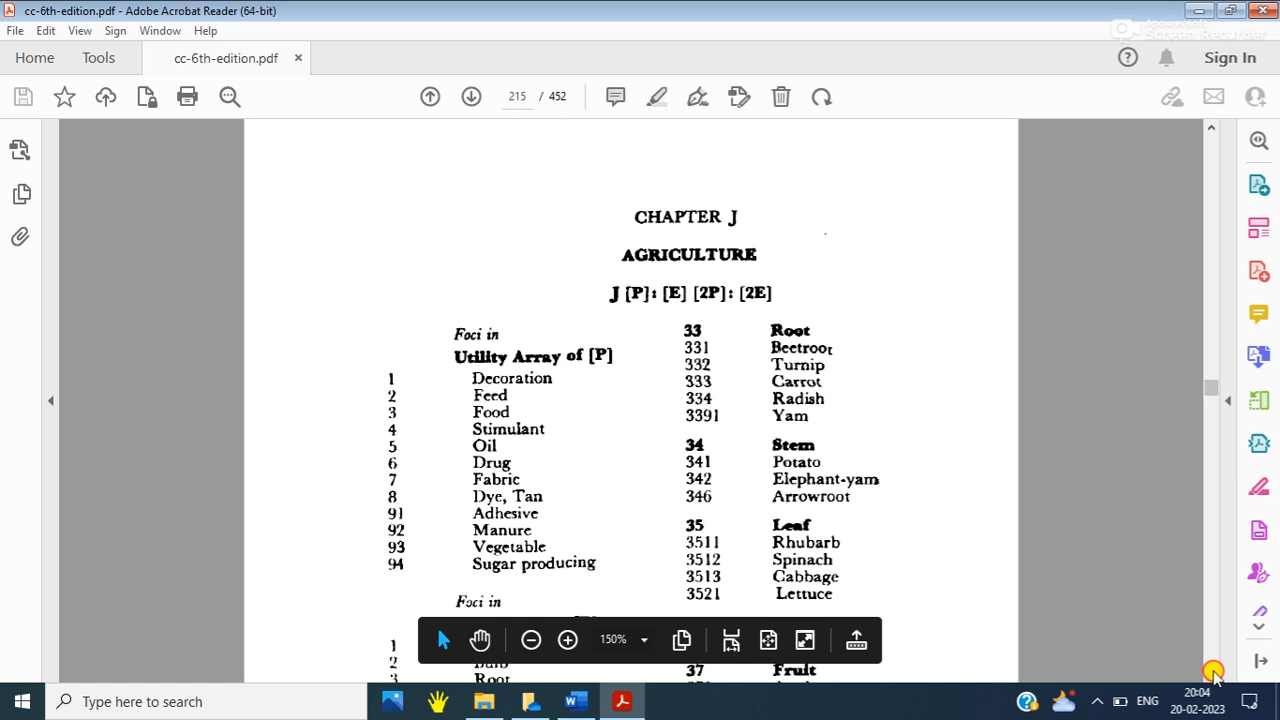 cc-6th-edition.pdf - Adobe Acrobat Reader (64-bit)
Screen Recorder
File Edit View Sign Window Help
Home Tools cc-6th-edition.pdf × Sign In
215 / 452
CHAPTER J
AGRICULTURE
J [P]: [E] [2P]: [2E]
Foci in
Utility Array of [P]
1 Decoration
2 Feed
3 Food
4 Stimulant
5 Oil
6 Drug
7 Fabric
8 Dye, Tan
91 Adhesive
92 Manure
93 Vegetable
94 Sugar producing
Foci in
1
2 Bulb
3 Root
33 Root
331 Beetroot
332 Turnip
333 Carrot
334 Radish
3391 Yam
34 Stem
341 Potato
342 Elephant-yam
346 Arrowroot
35 Leaf
3511 Rhubarb
3512 Spinach
3513 Cabbage
3521 Lettuce
37 Fruit
150%
Type here to search
ENG
20:04
20-02-2023